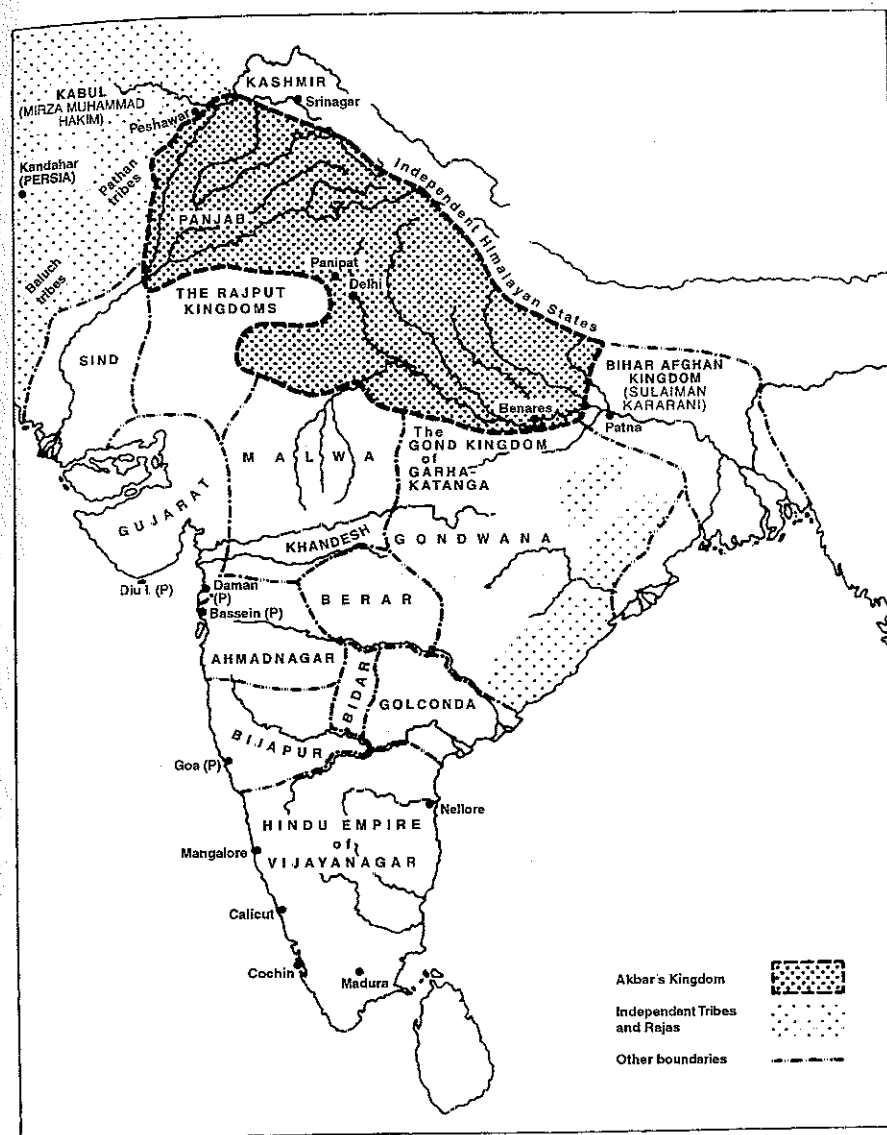 KASHMIR
Srinagar
KABUL
(MIRZA MUHAMMAD
HAKIM)
Peshawar
Kandahar
(PERSIA)
Pathan
tribes
PANJAB
Independent Himalayan States
Panipat
Delhi
Baluch
tribes
THE RAJPUT
KINGDOMS
SIND
BIHAR AFGHAN
KINGDOM
(SULAIMAN
KARARANI)
Benares
Patna
The
GOND KINGDOM
of
GARHA-
KATANGA
MALWA
GUJARAT
KHANDESH
GONDWANA
Diu I. (P)
Daman
(P)
Bassein (P)
BERAR
AHMADNAGAR
BIDAR
GOLCONDA
BIJAPUR
Goa (P)
Nellore
HINDU EMPIRE
of
VIJAYANAGAR
Mangalore
Calicut
Cochin
Madura
Akbar's Kingdom
Independent Tribes
and Rajas
Other boundaries